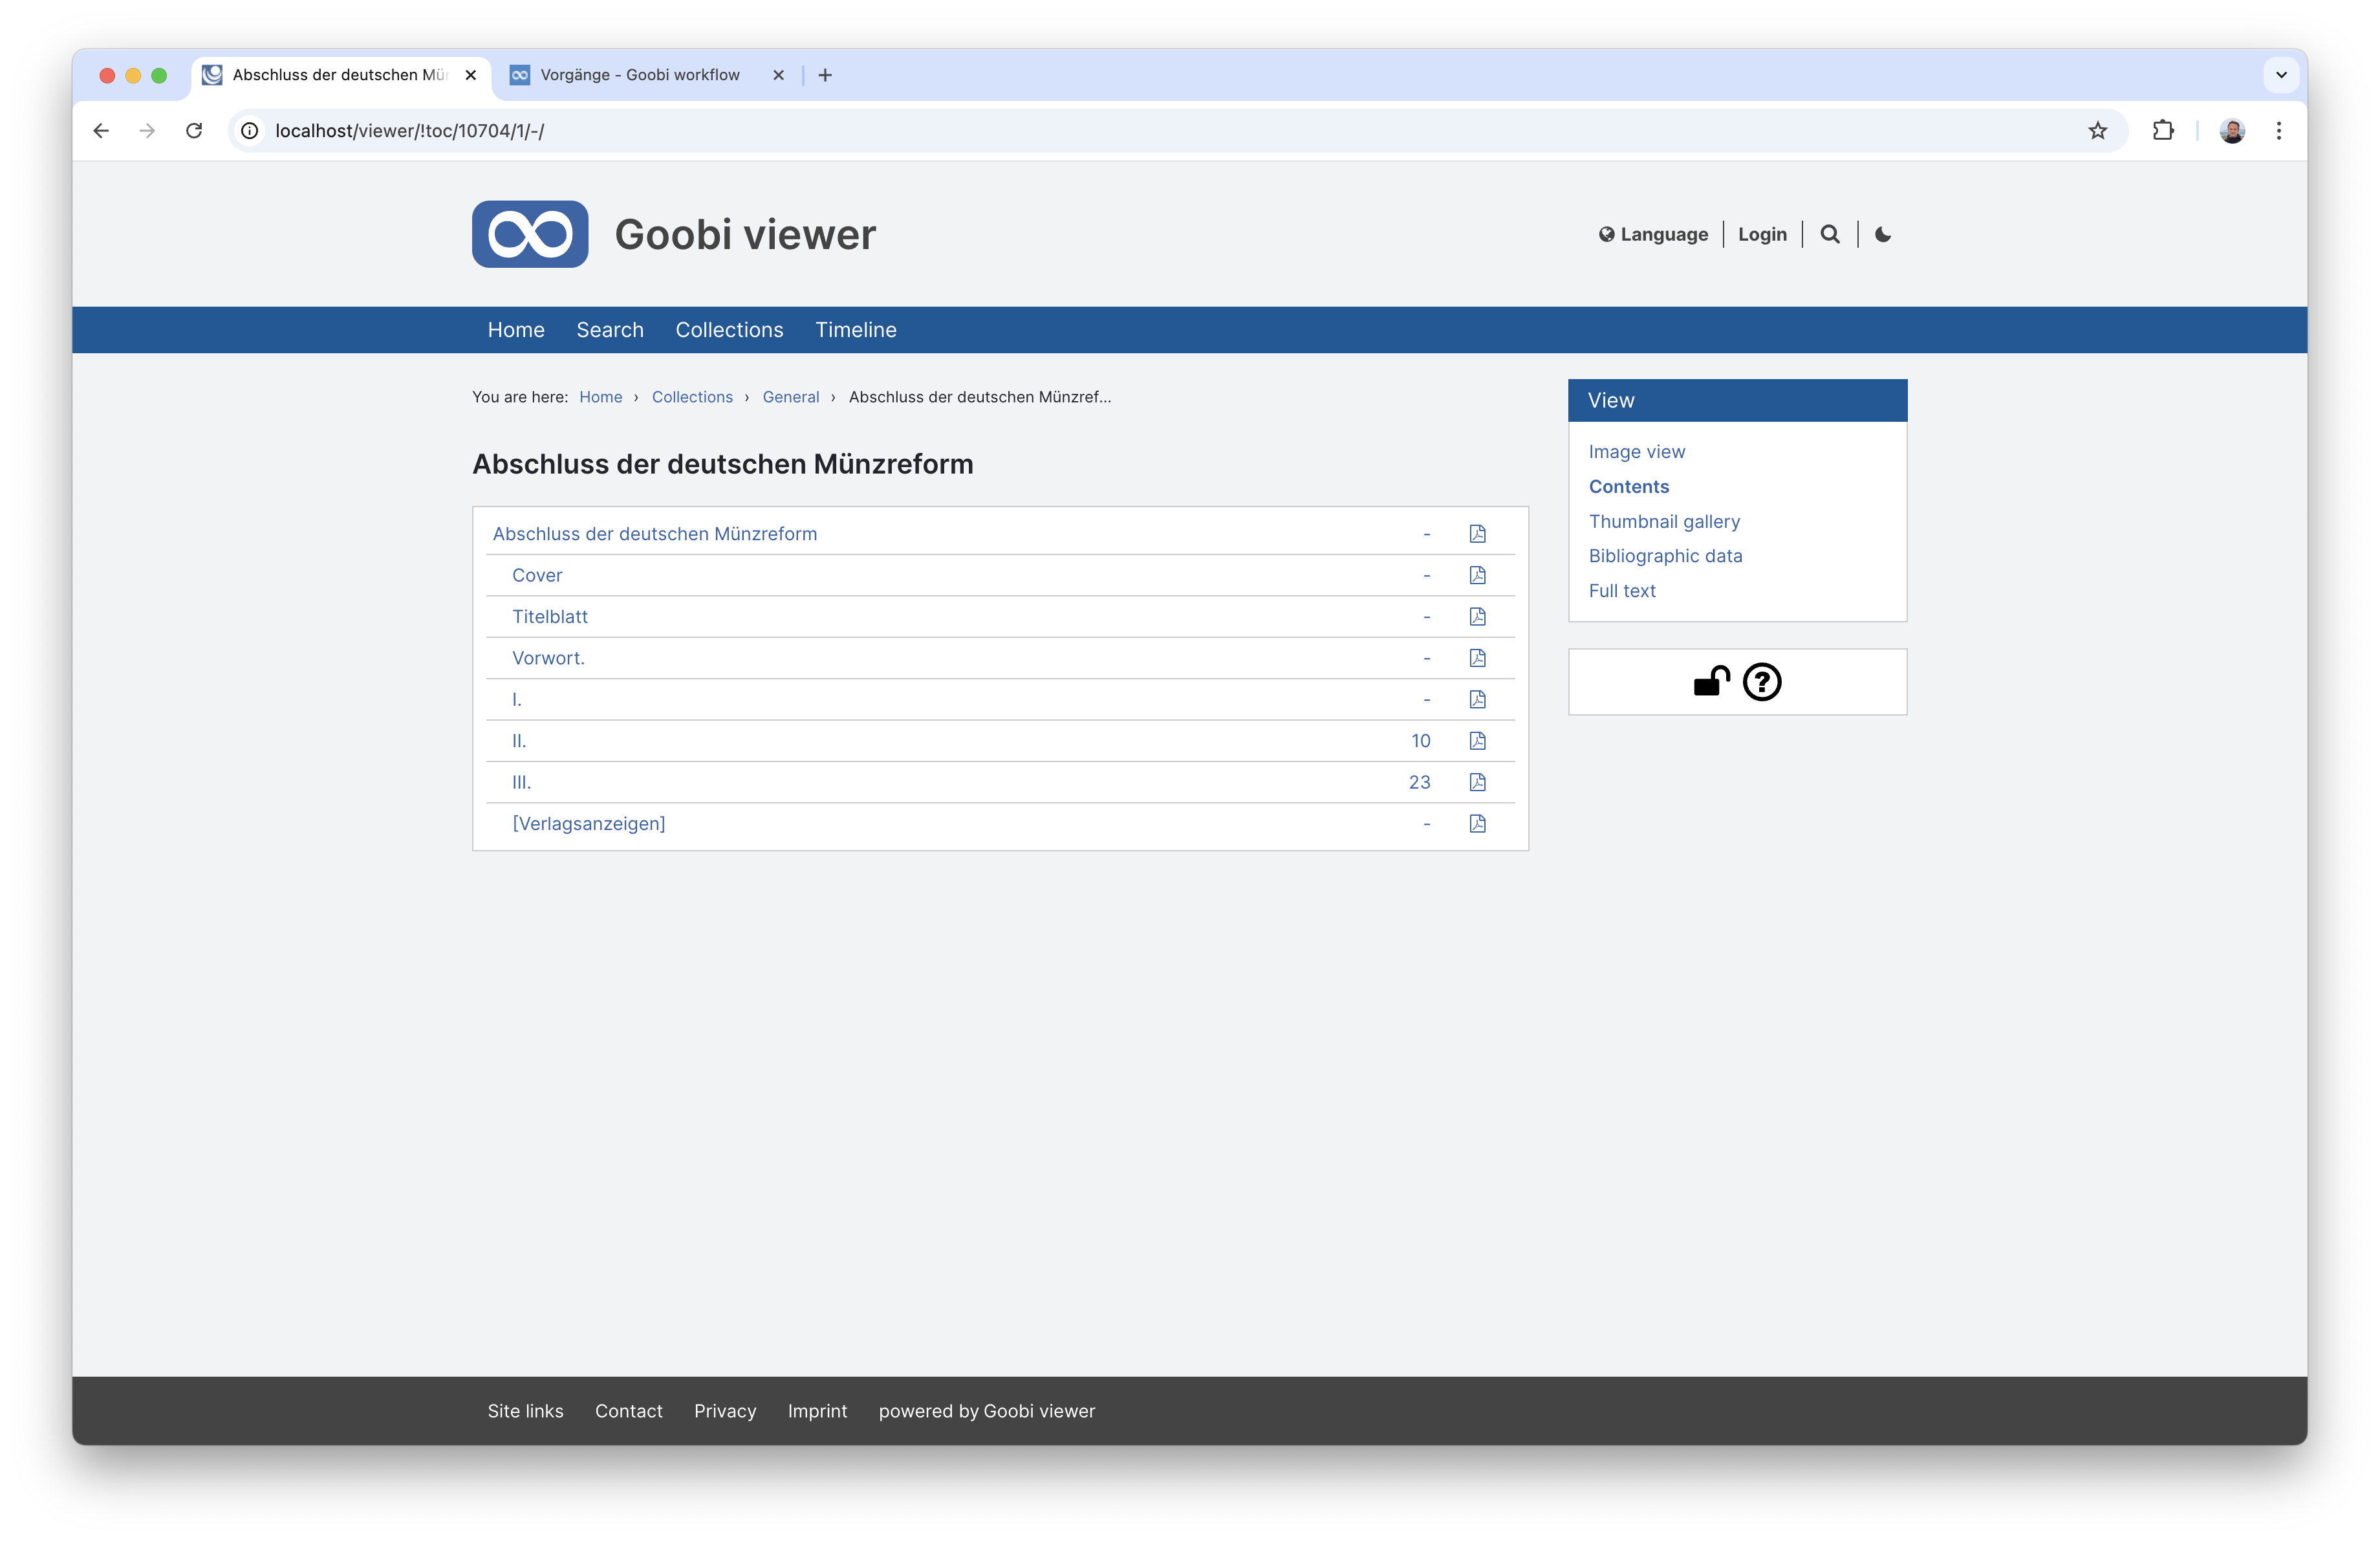 Abschluss der deutschen Mü
Vorgänge - Goobi workflow
localhost/viewer/!toc/10704/1/-/
Goobi viewer
Language
Login
Home
Search
Collections
Timeline
You are here: Home › Collections › General › Abschluss der deutschen Münzref...
Abschluss der deutschen Münzreform
Abschluss der deutschen Münzreform -
Cover -
Titelblatt -
Vorwort. -
I. -
II. 10
III. 23
[Verlagsanzeigen] -
View
Image view
Contents
Thumbnail gallery
Bibliographic data
Full text
Site links
Contact
Privacy
Imprint
powered by Goobi viewer